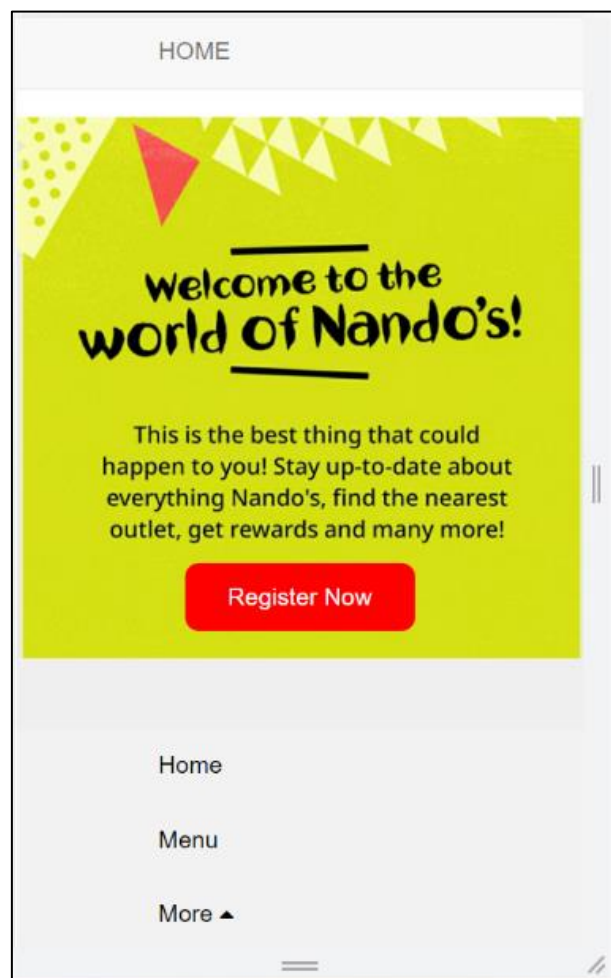 HOME
Welcome to the
world of Nando's!
This is the best thing that could
happen to you! Stay up-to-date about
everything Nando's, find the nearest
outlet, get rewards and many more!
Register Now
Home
Menu
More